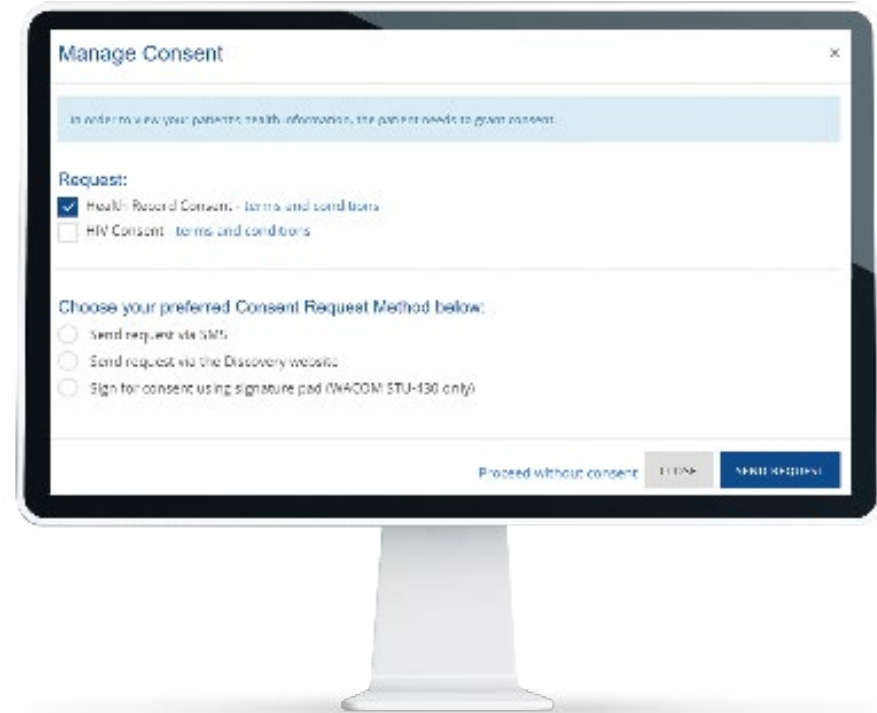 Manage Consent ×
In order to view your patient's health information, the patient needs to grant consent.
Request:
Health Record Consent - terms and conditions
HIV Consent - terms and conditions
Choose your preferred Consent Request Method below:
Send request via SMS
Send request via the Discovery website
Sign for consent using signature pad (WACOM STU-430 only)
Proceed without consent CLOSE SEND REQUEST